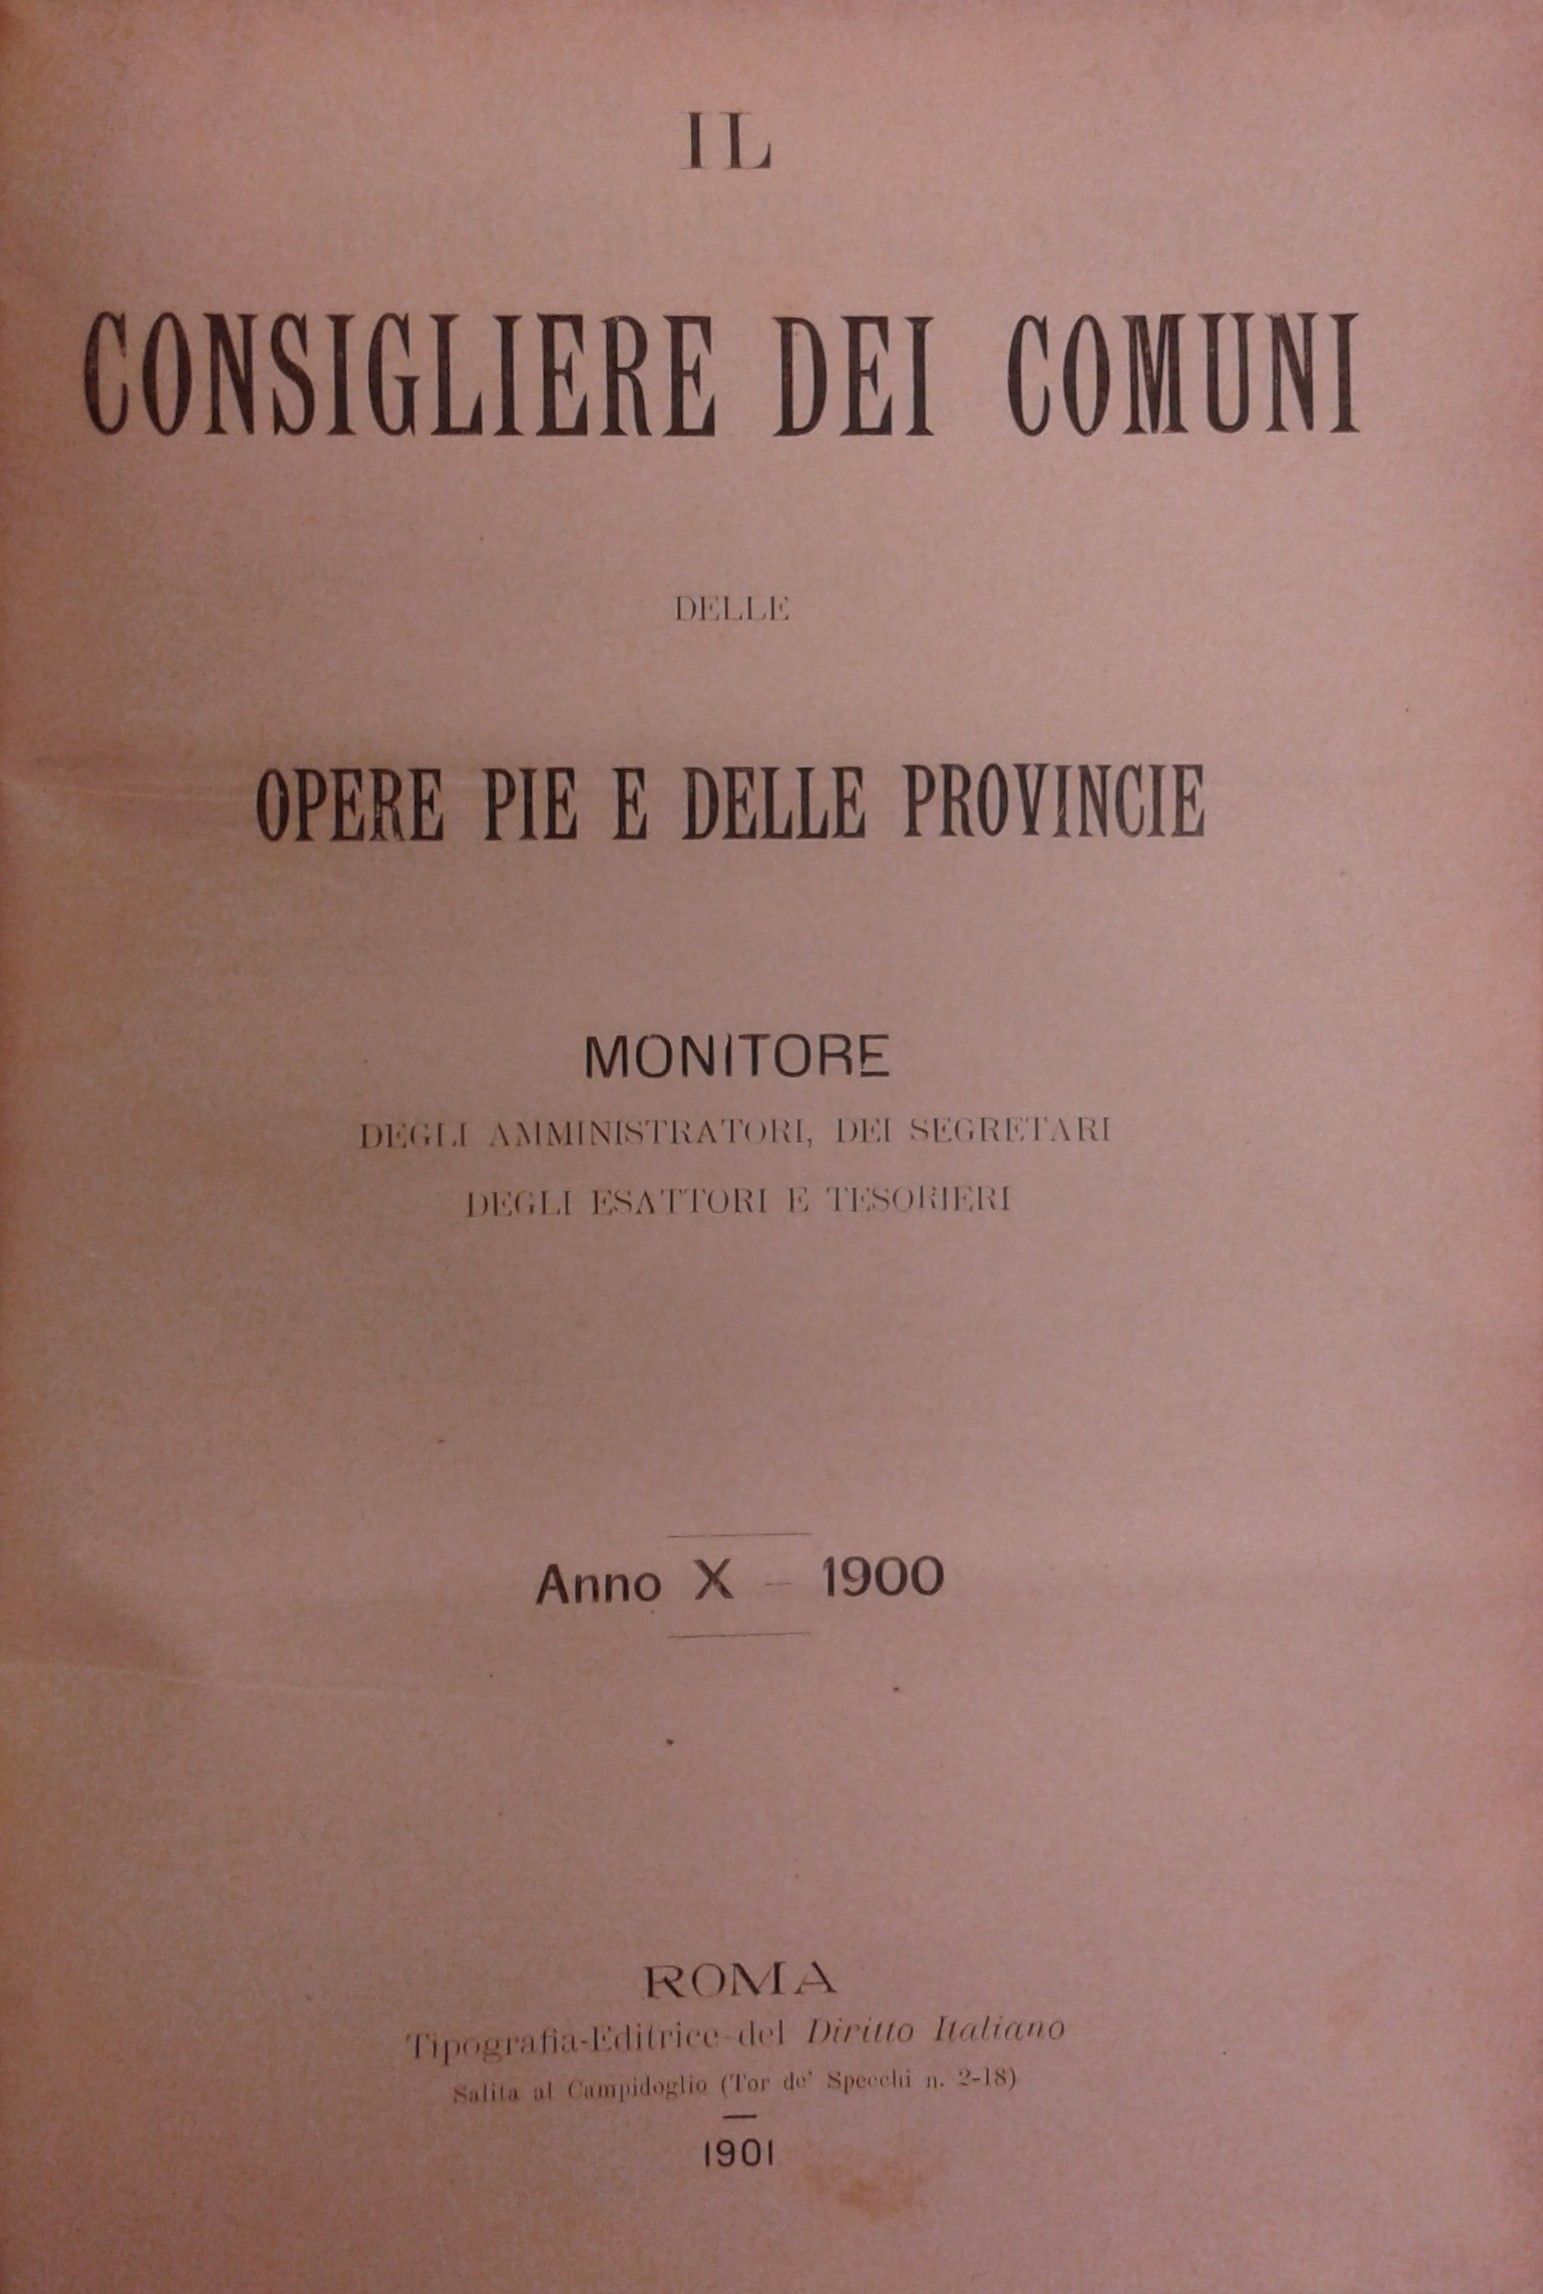 IL
CONSIGLIERE DEI COMUNI
DELLE
OPERE PIE E DELLE PROVINCIE
MONITORE
DEGLI AMMINISTRATORI, DEI SEGRETARI
DEGLI ESATTORI E TESORIERI
Anno X – 1900
ROMA
Tipografia-Editrice del Diritto Italiano
Salita al Campidoglio (Tor de' Specchi n. 2-18)
1901